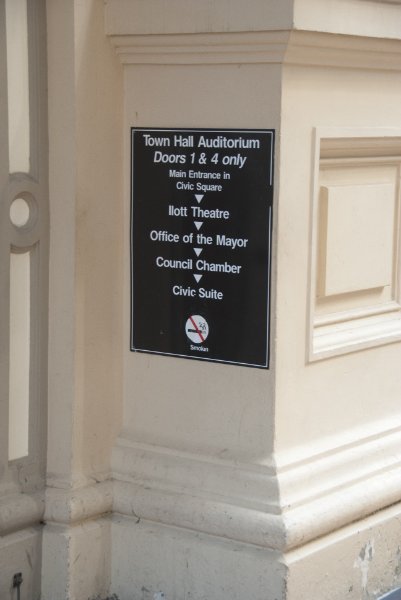 Town Hall Auditorium
Doors 1 & 4 only
Main Entrance in
Civic Square
Ilott Theatre
Office of the Mayor
Council Chamber
Civic Suite
Smokin